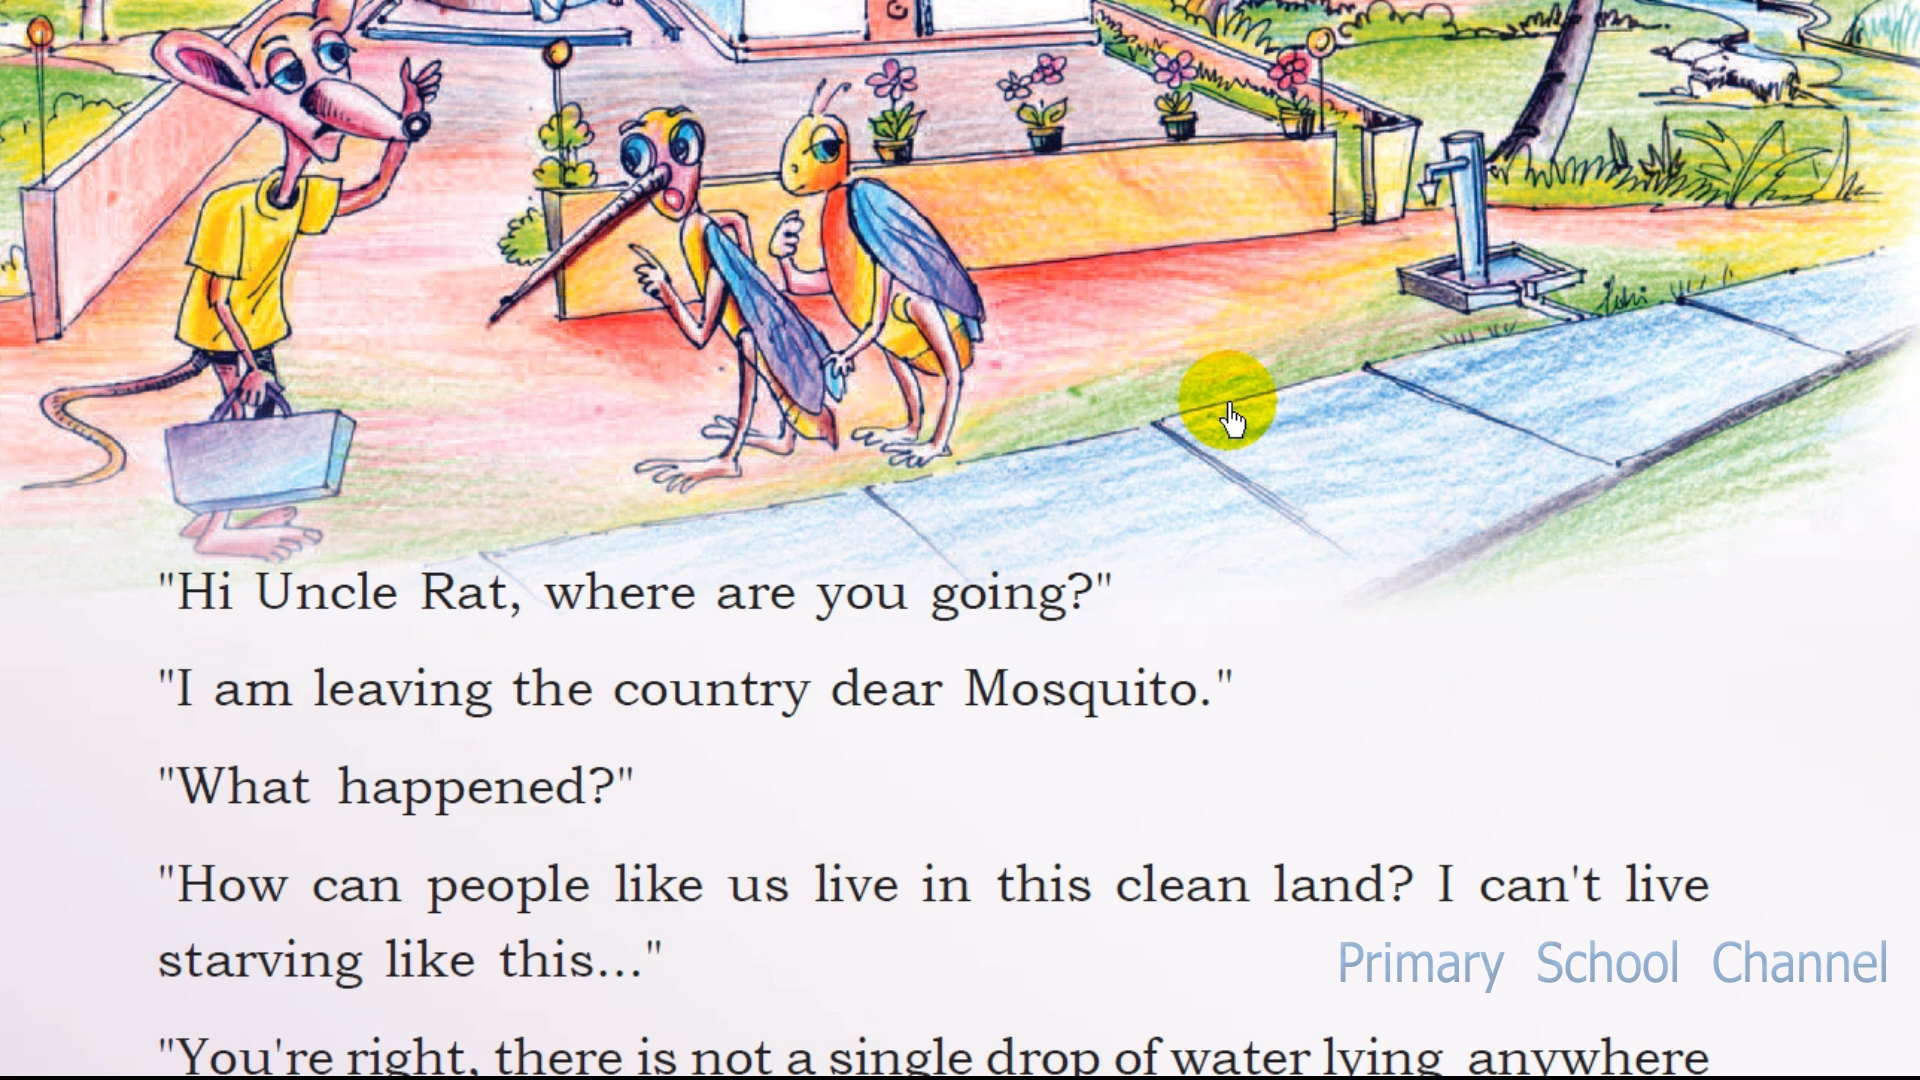 "Hi Uncle Rat, where are you going?"
"I am leaving the country dear Mosquito."
"What happened?"
"How can people like us live in this clean land? I can't live
starving like this..."
Primary School Channel
"You're right, there is not a single drop of water lying anywhere